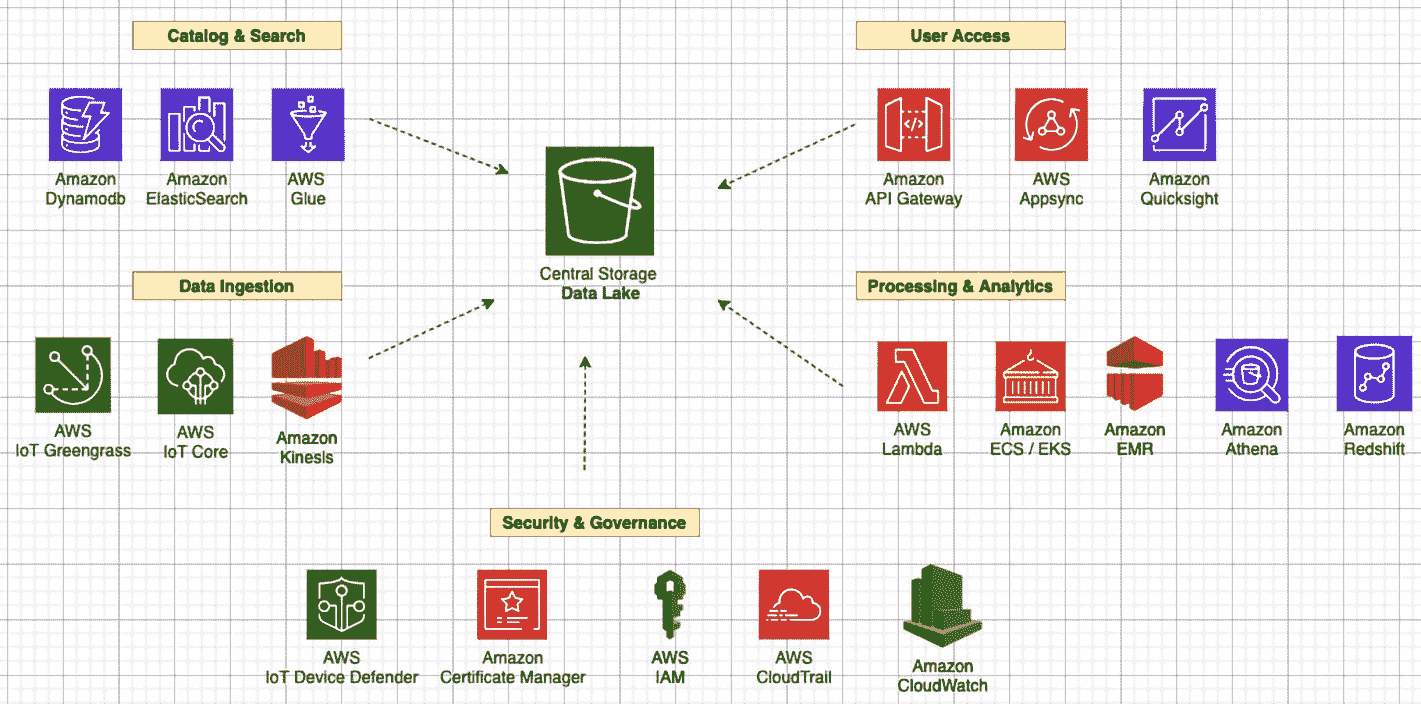 Catalog & Search
User Access
Amazon
Dynamodb
Amazon
ElasticSearch
AWS
Glue
Amazon
API Gateway
AWS
Appsync
Amazon
Quicksight
Central Storage
Data Lake
Data Ingestion
Processing & Analytics
AWS
IoT Greengrass
AWS
IoT Core
Amazon
Kinesis
AWS
Lambda
Amazon
ECS / EKS
Amazon
EMR
Amazon
Athena
Amazon
Redshift
Security & Governance
AWS
IoT Device Defender
Amazon
Certificate Manager
AWS
IAM
AWS
CloudTrail
Amazon
CloudWatch